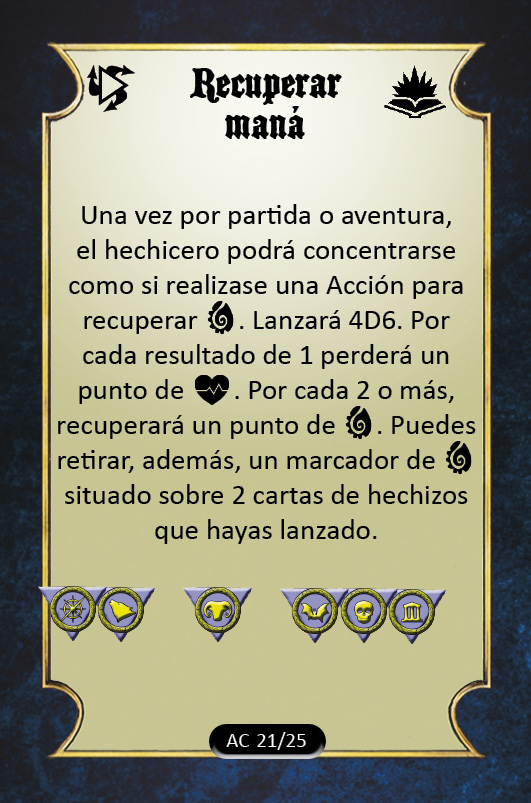 Recuperar
maná
Una vez por partida o aventura,
el hechicero podrá concentrarse
como si realizase una Acción para
recuperar . Lanzará 4D6. Por
cada resultado de 1 perderá un
punto de . Por cada 2 o más,
recuperará un punto de . Puedes
retirar, además, un marcador de
situado sobre 2 cartas de hechizos
que hayas lanzado.
AC 21/25